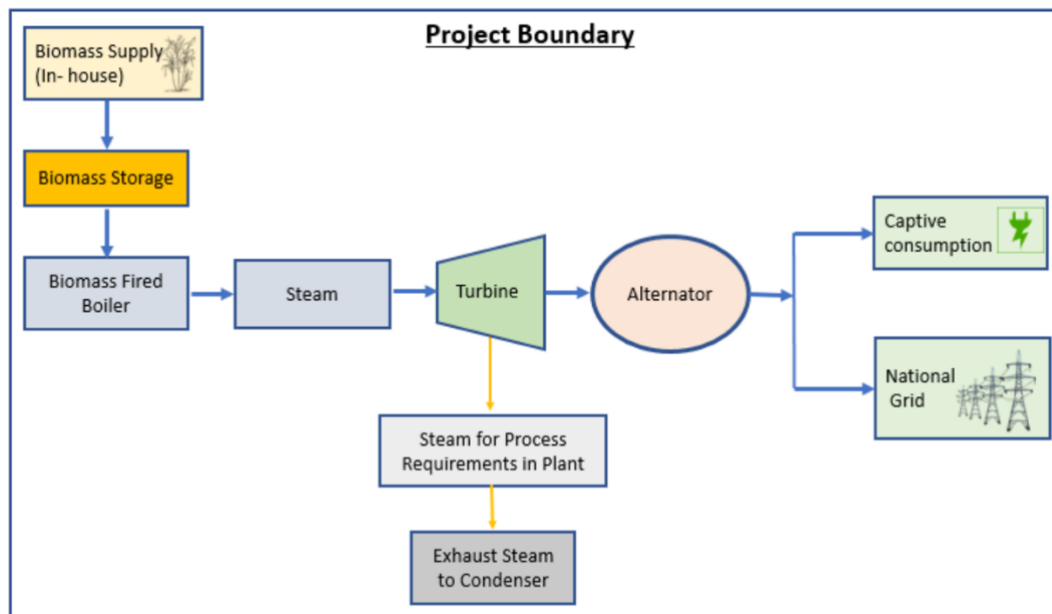 Project Boundary
Biomass Supply
(In- house)
Biomass Storage
Biomass Fired
Boiler
Steam
Turbine
Alternator
Captive
consumption
National
Grid
Steam for Process
Requirements in Plant
Exhaust Steam
to Condenser